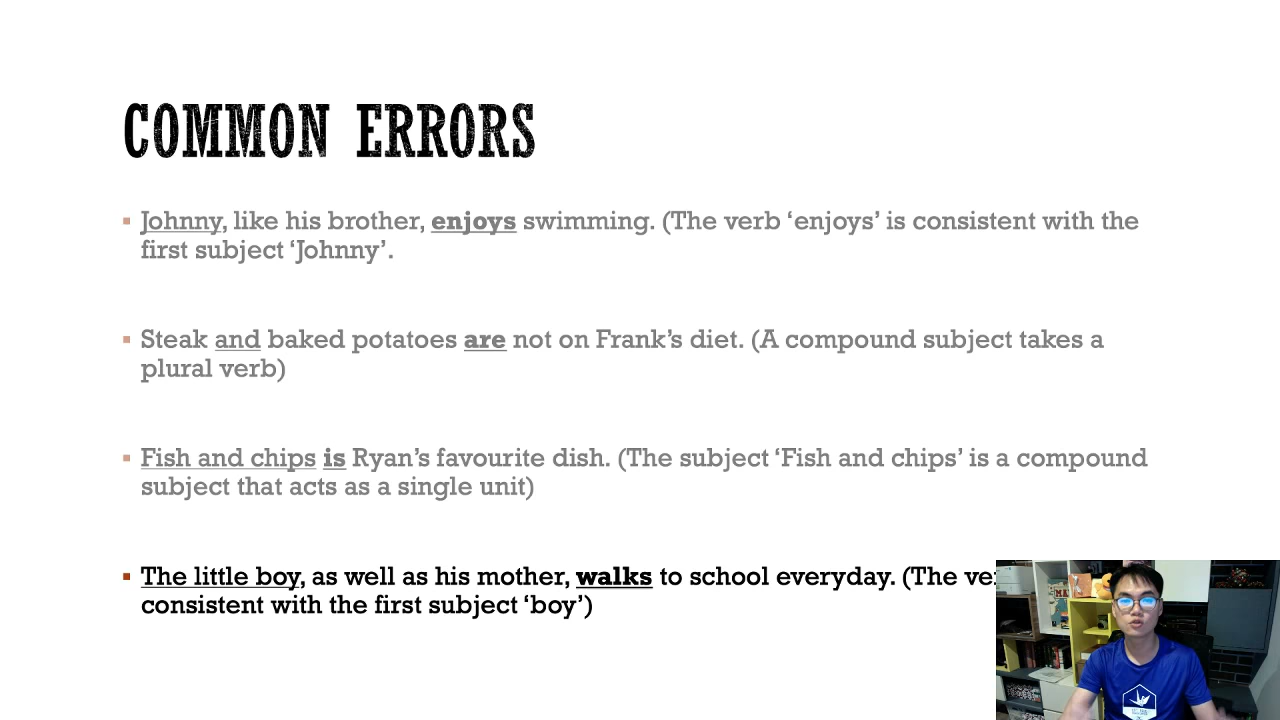 COMMON ERRORS
Johnny, like his brother, enjoys swimming. (The verb ‘enjoys’ is consistent with the
first subject ‘Johnny’.
Steak and baked potatoes are not on Frank’s diet. (A compound subject takes a
plural verb)
Fish and chips is Ryan’s favourite dish. (The subject ‘Fish and chips’ is a compound
subject that acts as a single unit)
The little boy, as well as his mother, walks to school everyday. (The
consistent with the first subject ‘boy’)